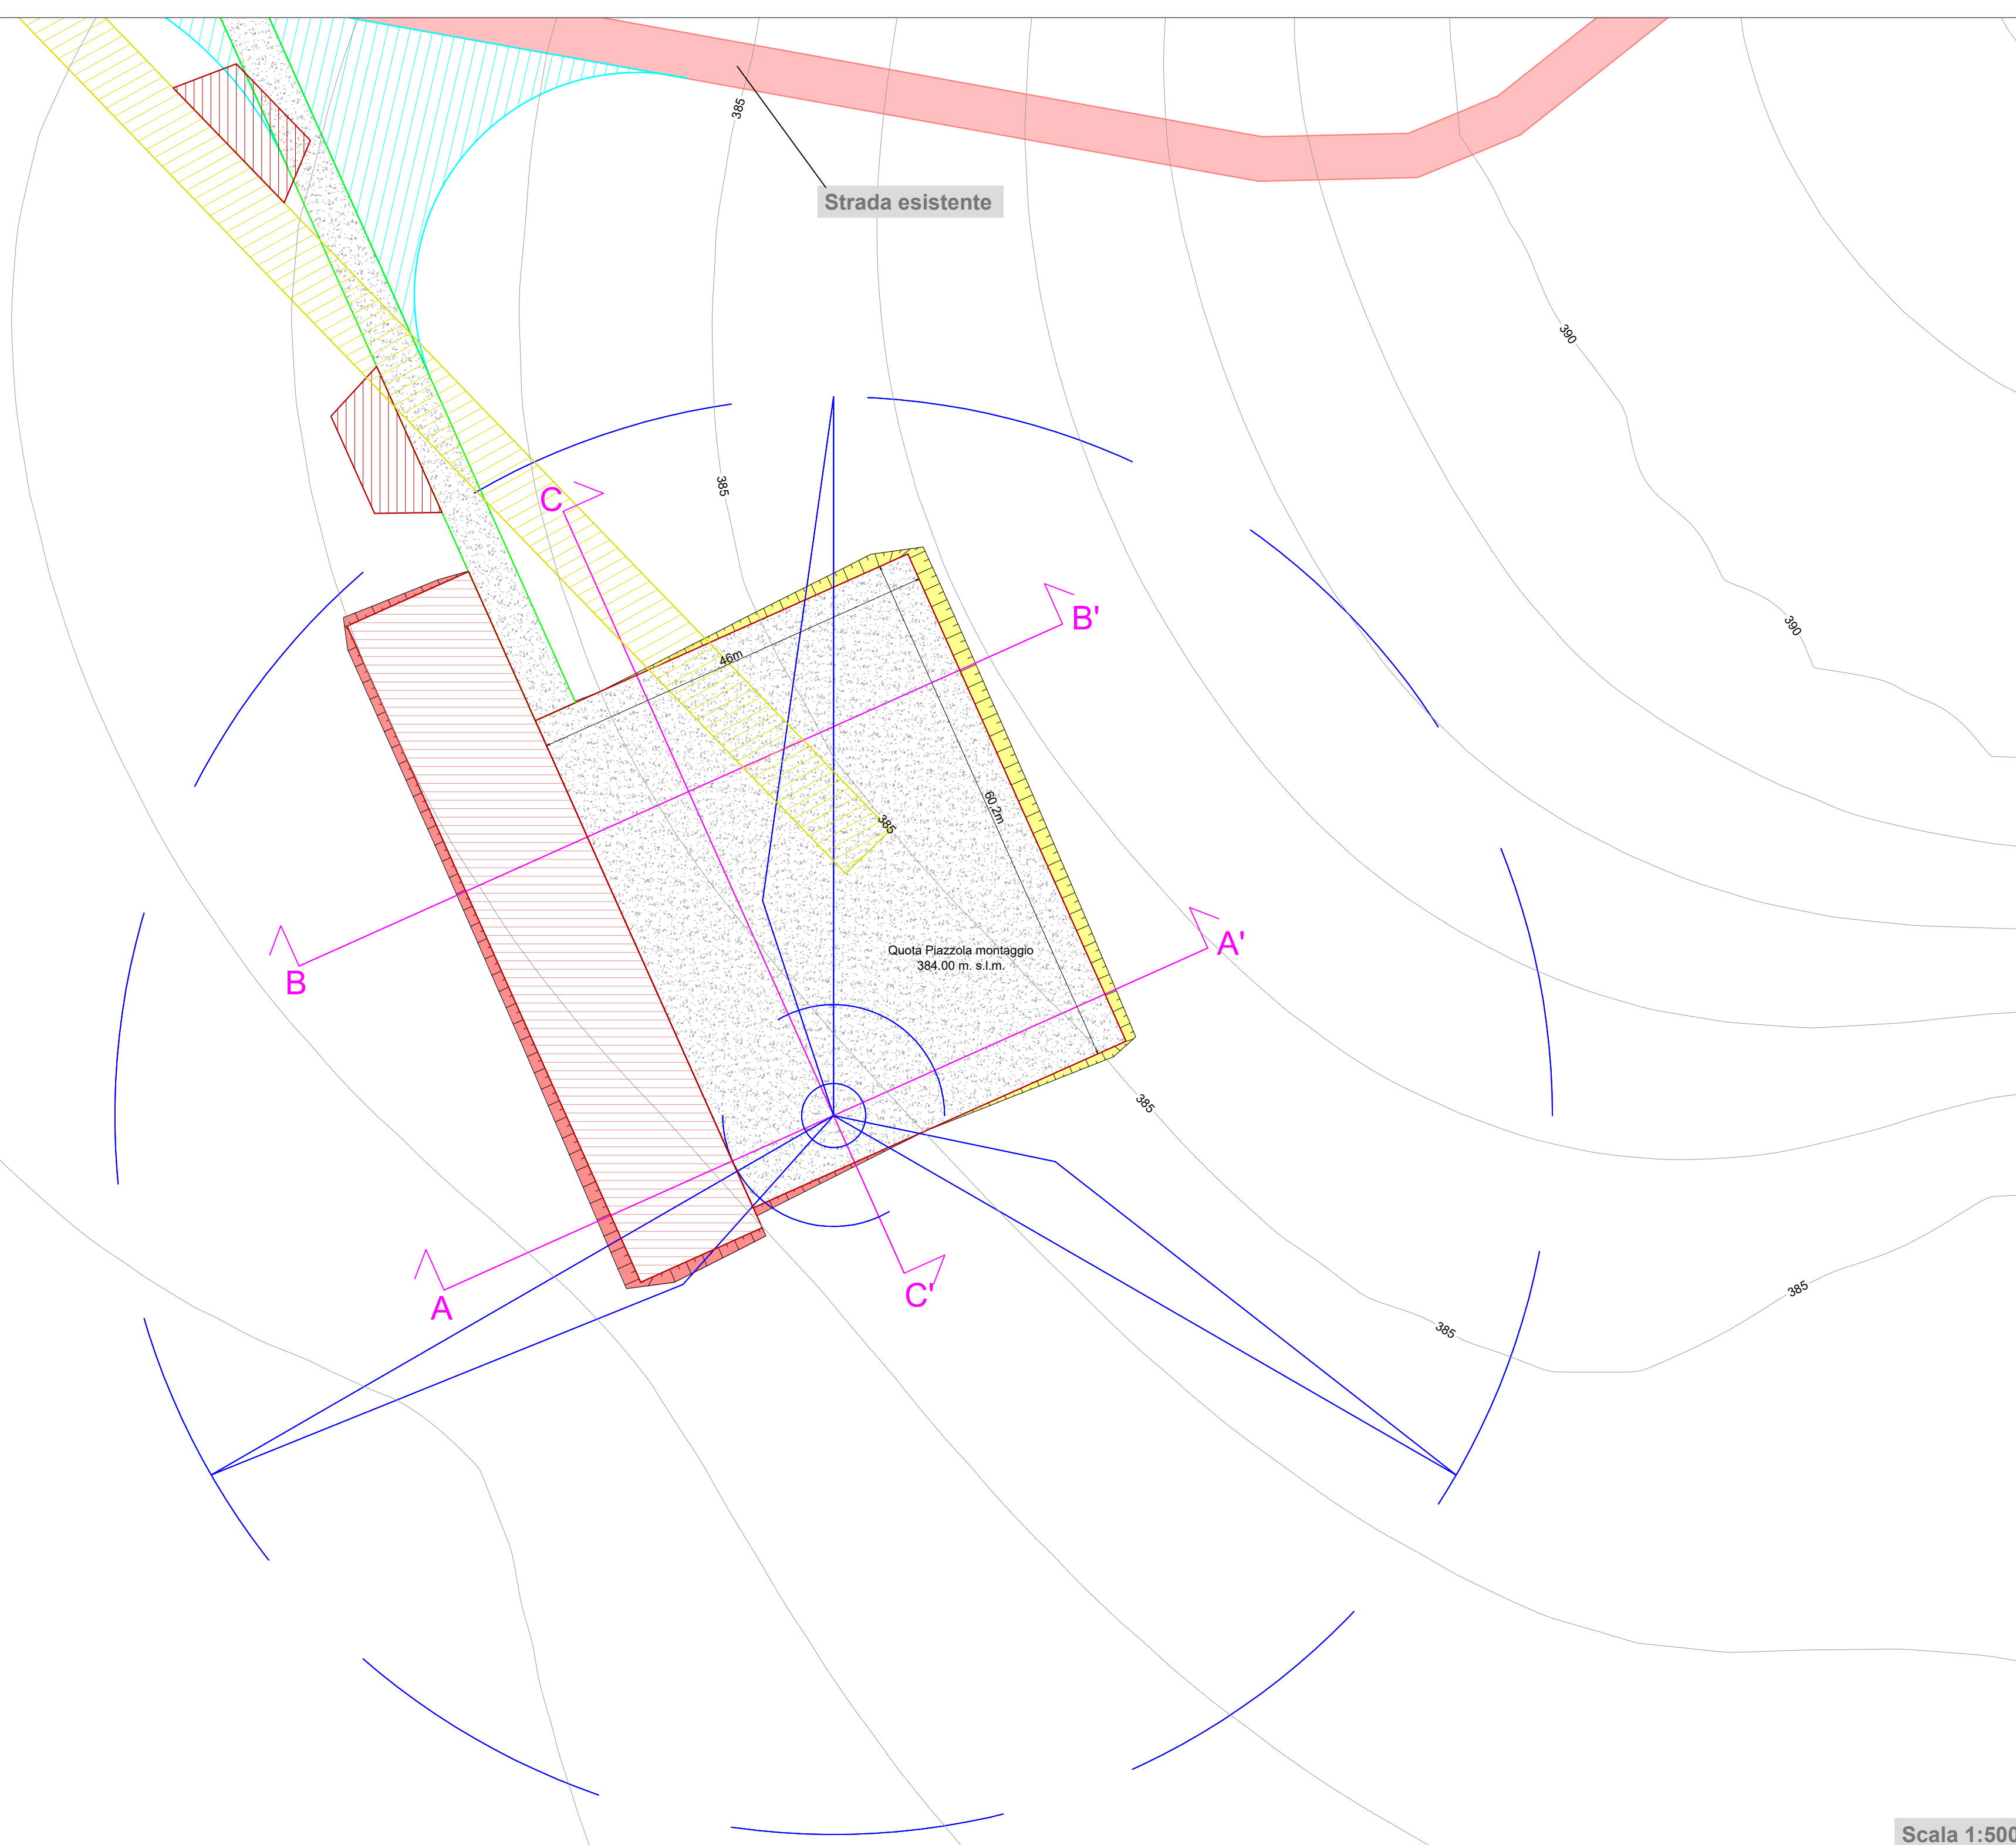 385
Strada esistente
390
385
C
B'
390
46m
60.2m
385
A'
Quota Piazzola montaggio
384.00 m. s.l.m.
B
385
385
C'
A
385
Scala 1:500